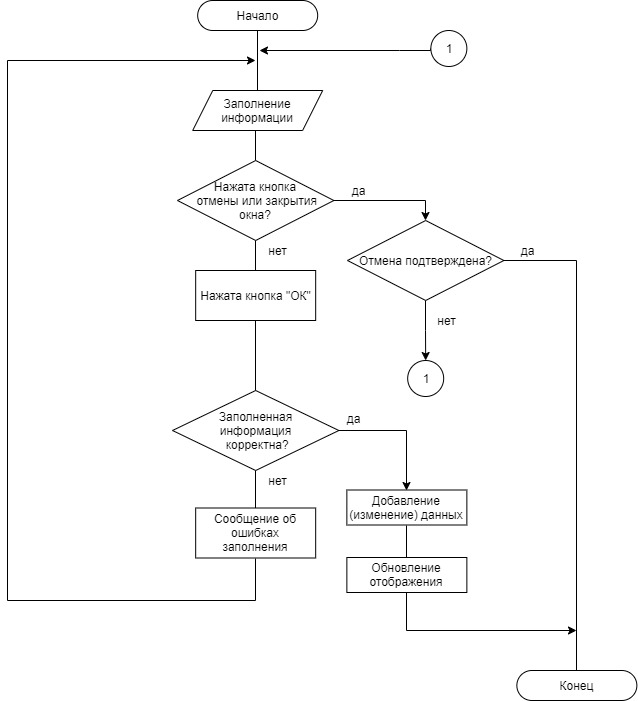 Начало
1
Заполнение
информации
Нажата кнопка
отмены или закрытия
окна?
да
нет
Отмена подтверждена?
да
нет
1
Нажата кнопка "ОК"
Заполненная
информация
корректна?
да
нет
Сообщение об
ошибках
заполнения
Добавление
(изменение) данных
Обновление
отображения
Конец